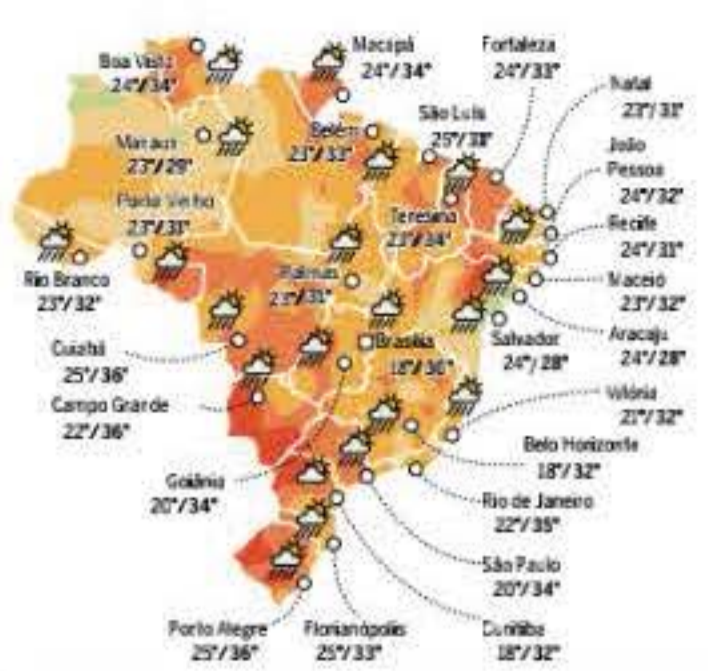 Boa Vista
24°/34°
Macapá
24°/34°
Fortaleza
24°/33°
Natal
23°/31°
Manaus
23°/29°
Belém
23°/33°
São Luís
25°/33°
João
Pessoa
24°/32°
Porto Velho
23°/31°
Teresina
23°/34°
Recife
24°/31°
Rio Branco
23°/32°
Palmas
23°/31°
Maceió
23°/32°
Cuiabá
25°/36°
Brasília
18°/30°
Salvador
24°/28°
Aracaju
24°/28°
Campo Grande
22°/36°
Vitória
21°/32°
Belo Horizonte
18°/32°
Goiânia
20°/34°
Rio de Janeiro
22°/35°
São Paulo
20°/34°
Porto Alegre
25°/36°
Florianópolis
25°/33°
Curitiba
18°/32°